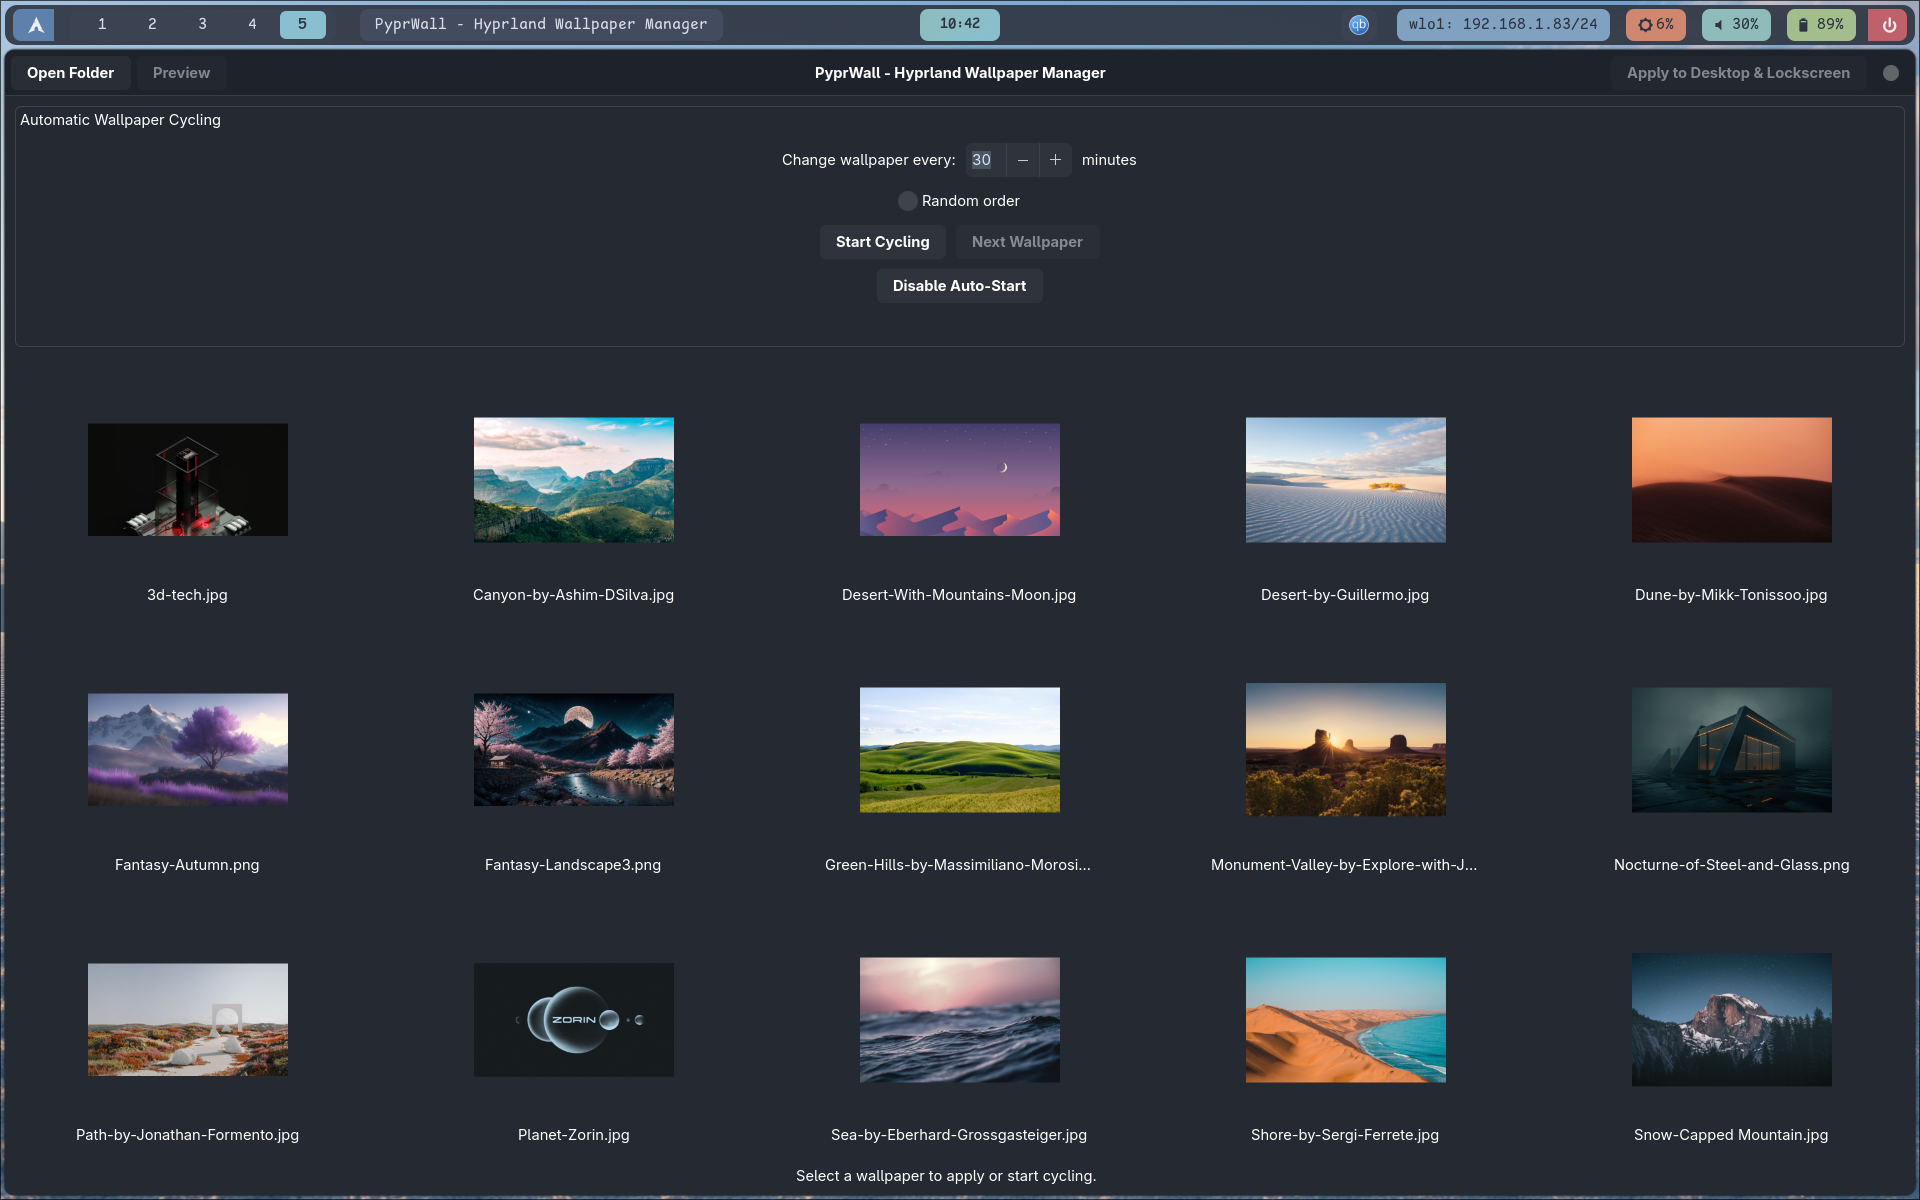 1 2 3 4 5 PyprWall - Hyprland Wallpaper Manager 10:42 qb wlo1: 192.168.1.83/24 6% 30% 89%
Open Folder Preview PyprWall - Hyprland Wallpaper Manager Apply to Desktop & Lockscreen
Automatic Wallpaper Cycling
Change wallpaper every: 30 − + minutes
Random order
Start Cycling Next Wallpaper
Disable Auto-Start
3d-tech.jpg Canyon-by-Ashim-DSilva.jpg Desert-With-Mountains-Moon.jpg Desert-by-Guillermo.jpg Dune-by-Mikk-Tonissoo.jpg
Fantasy-Autumn.png Fantasy-Landscape3.png Green-Hills-by-Massimiliano-Morosi... Monument-Valley-by-Explore-with-J... Nocturne-of-Steel-and-Glass.png
ZORIN
Path-by-Jonathan-Formento.jpg Planet-Zorin.jpg Sea-by-Eberhard-Grossgasteiger.jpg Shore-by-Sergi-Ferrete.jpg Snow-Capped Mountain.jpg
Select a wallpaper to apply or start cycling.